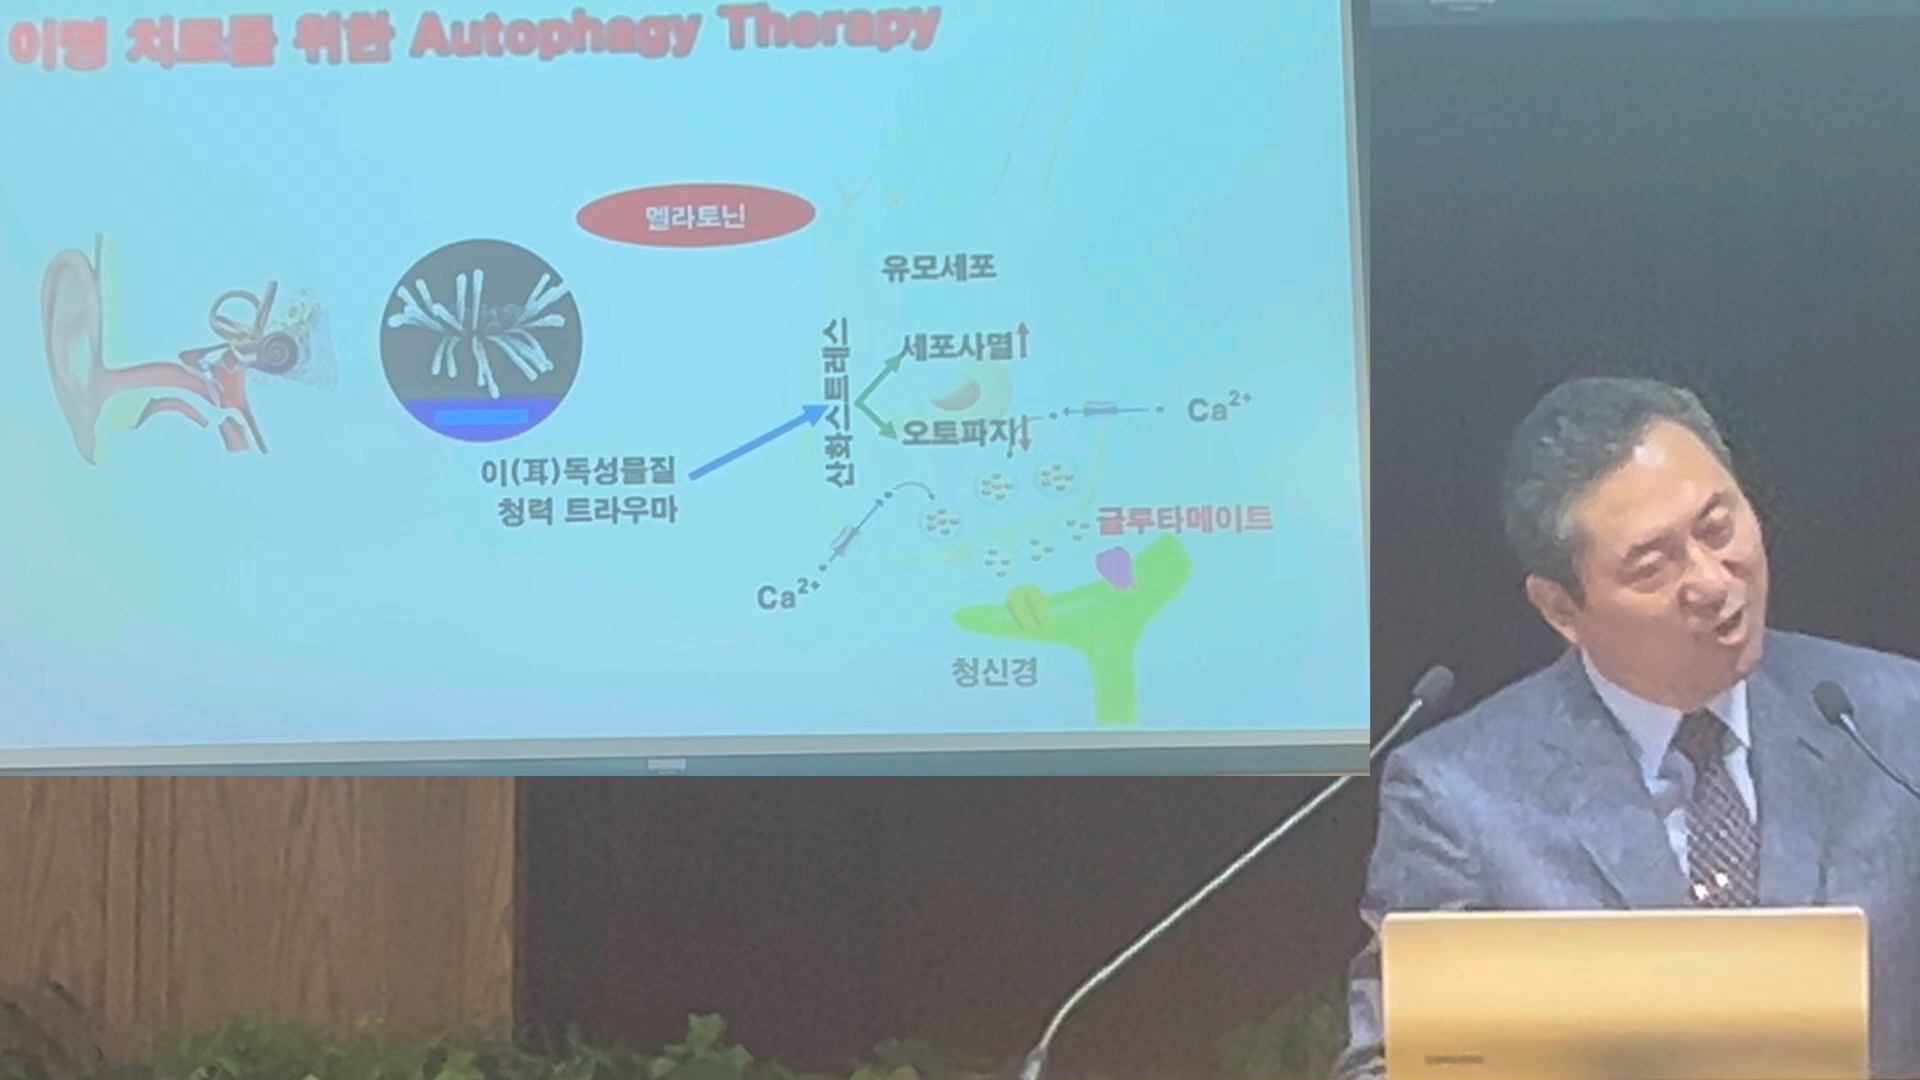 이명 치료를 위한 Autophagy Therapy
멜라토닌
유모세포
산화스트레스
세포사멸↑
오토파지↓
Ca²⁺
이(耳)독성물질
청력 트라우마
글루타메이트
Ca²⁺
청신경